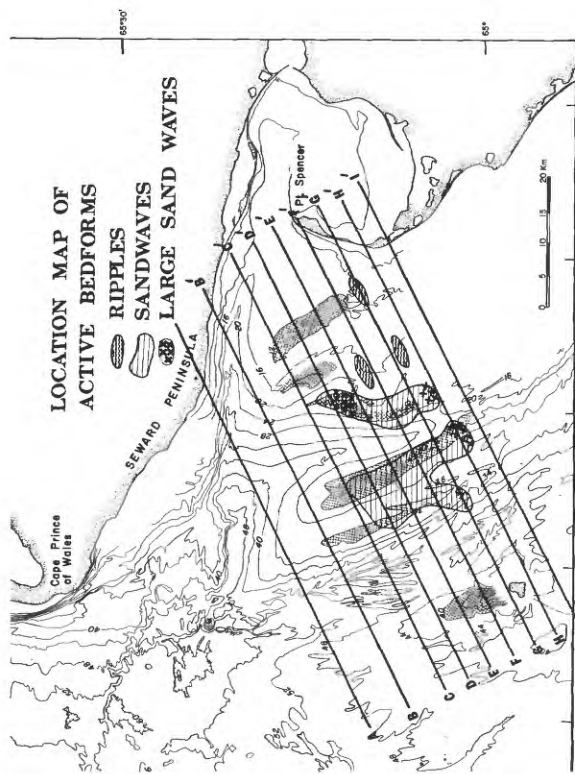 LOCATION MAP OF
ACTIVE BEDFORMS
RIPPLES
SANDWAVES
LARGE SAND WAVES
65°30'
65°
SEWARD PENINSULA
Cape Prince
of Wales
Pt. Spencer
B'
C'
D'
E'
G'
H'
I'
A
B
C
D
E
F
G
H
0 5 10 15 20 Km